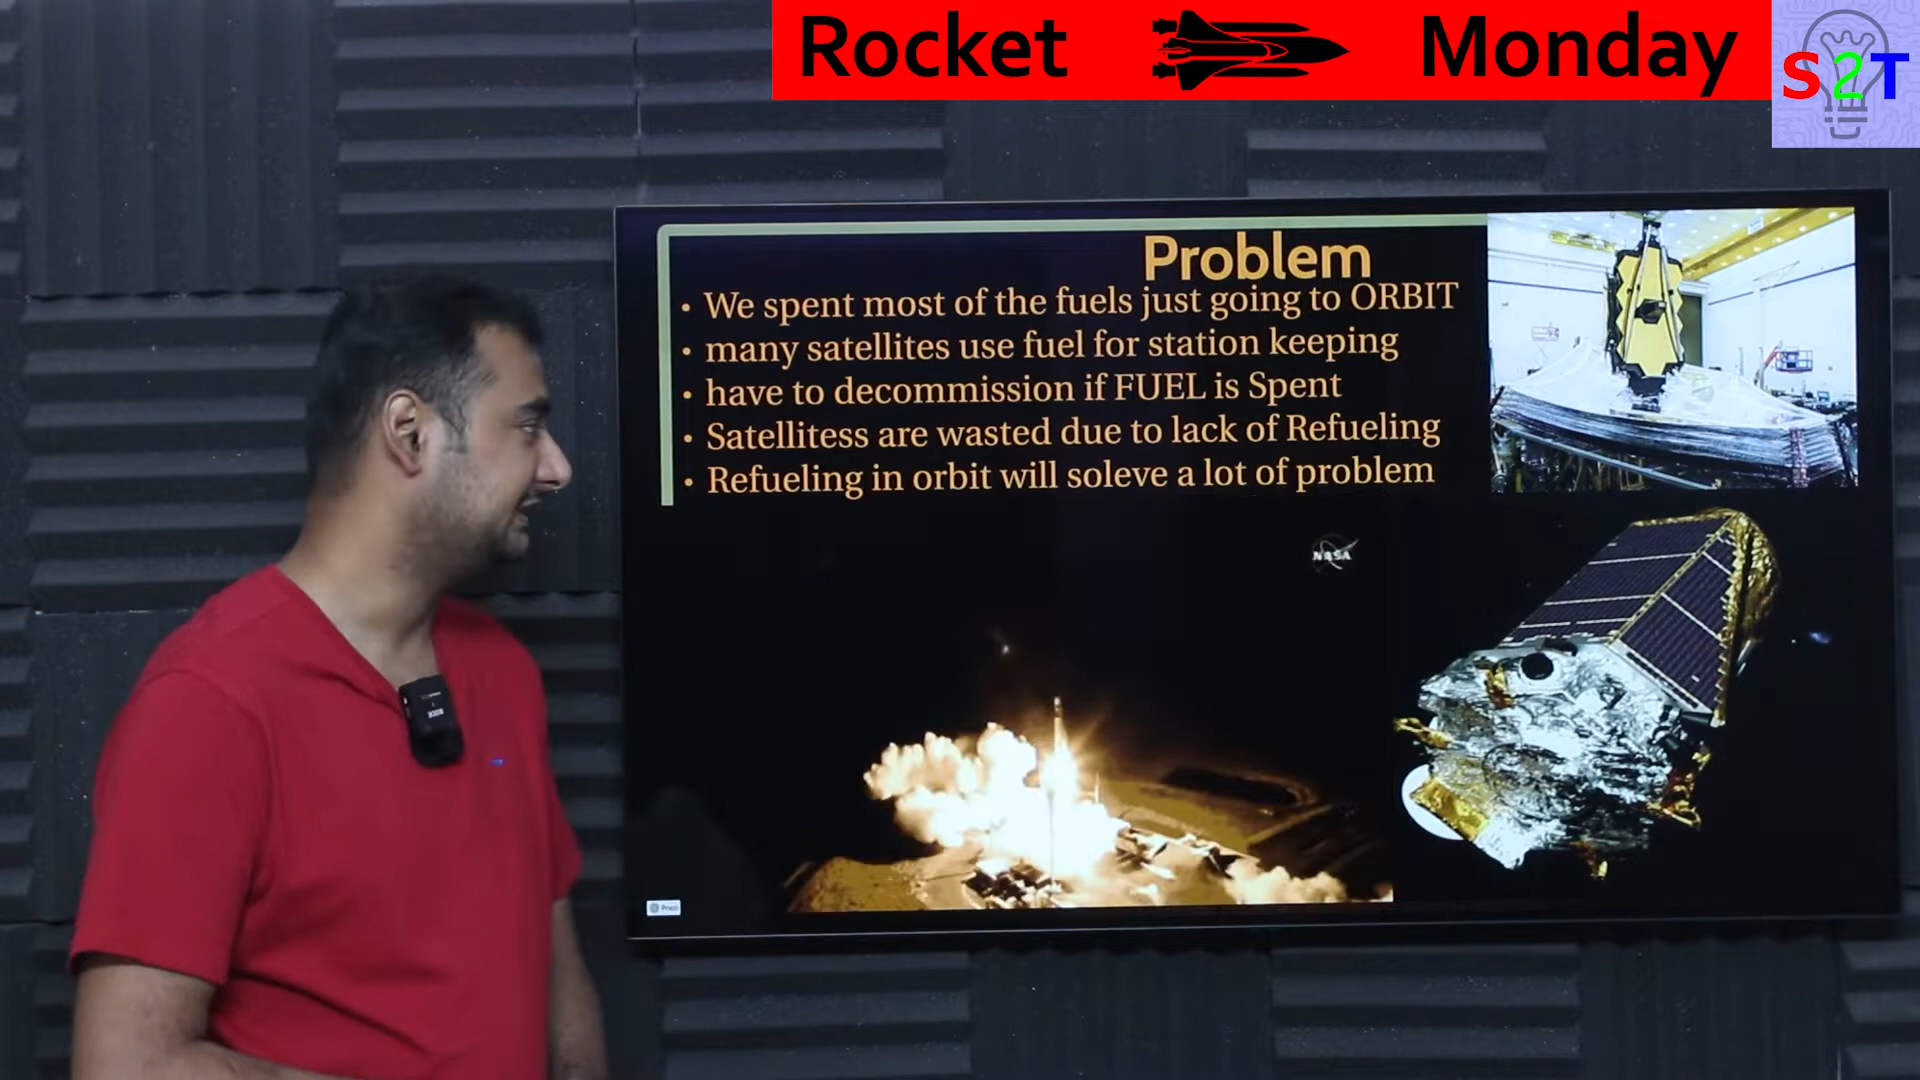 Rocket Monday
S2T
Problem
• We spent most of the fuels just going to ORBIT
• many satellites use fuel for station keeping
• have to decommission if FUEL is Spent
• Satellitess are wasted due to lack of Refueling
• Refueling in orbit will soleve a lot of problem
NASA
RODE